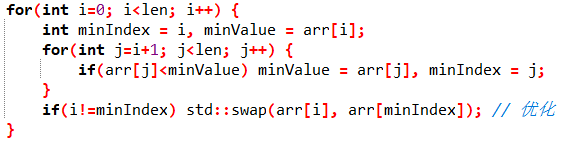 for(int i=0; i<len; i++) {
    int minIndex = i, minValue = arr[i];
    for(int j=i+1; j<len; j++) {
        if(arr[j]<minValue) minValue = arr[j], minIndex = j;
    }
    if(i!=minIndex) std::swap(arr[i], arr[minIndex]); // 优化
}